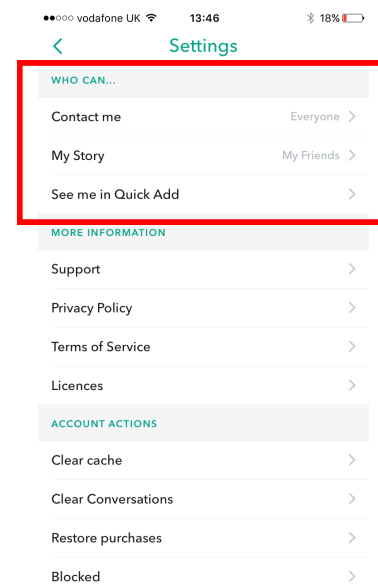 vodafone UK 13:46 18%
Settings
WHO CAN...
Contact me Everyone
My Story My Friends
See me in Quick Add
MORE INFORMATION
Support
Privacy Policy
Terms of Service
Licences
ACCOUNT ACTIONS
Clear cache
Clear Conversations
Restore purchases
Blocked